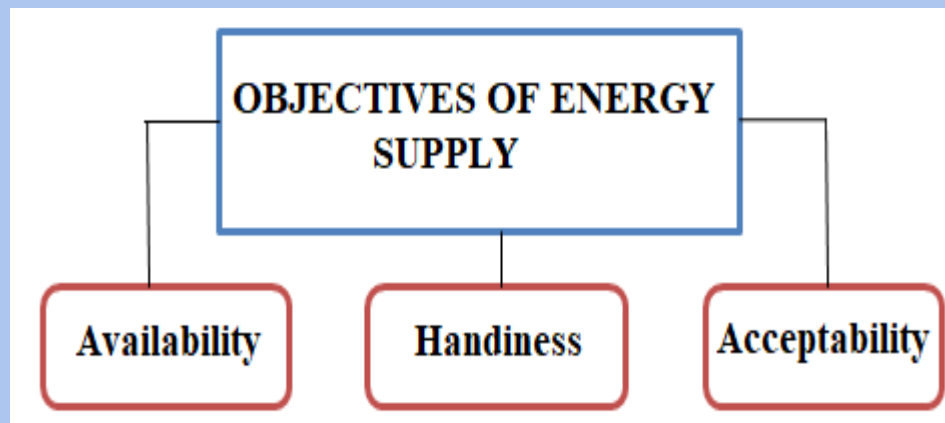 OBJECTIVES OF ENERGY
SUPPLY
Availability
Handiness
Acceptability